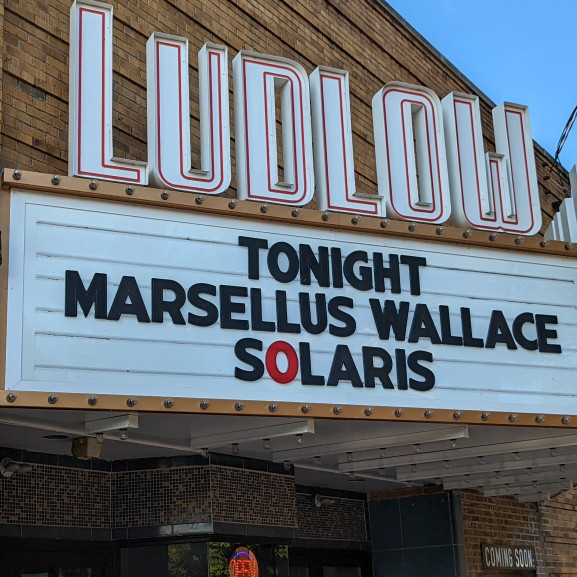 LUDLOW
TONIGHT
MARSELLUS WALLACE
SOLARIS
COMING SOON: